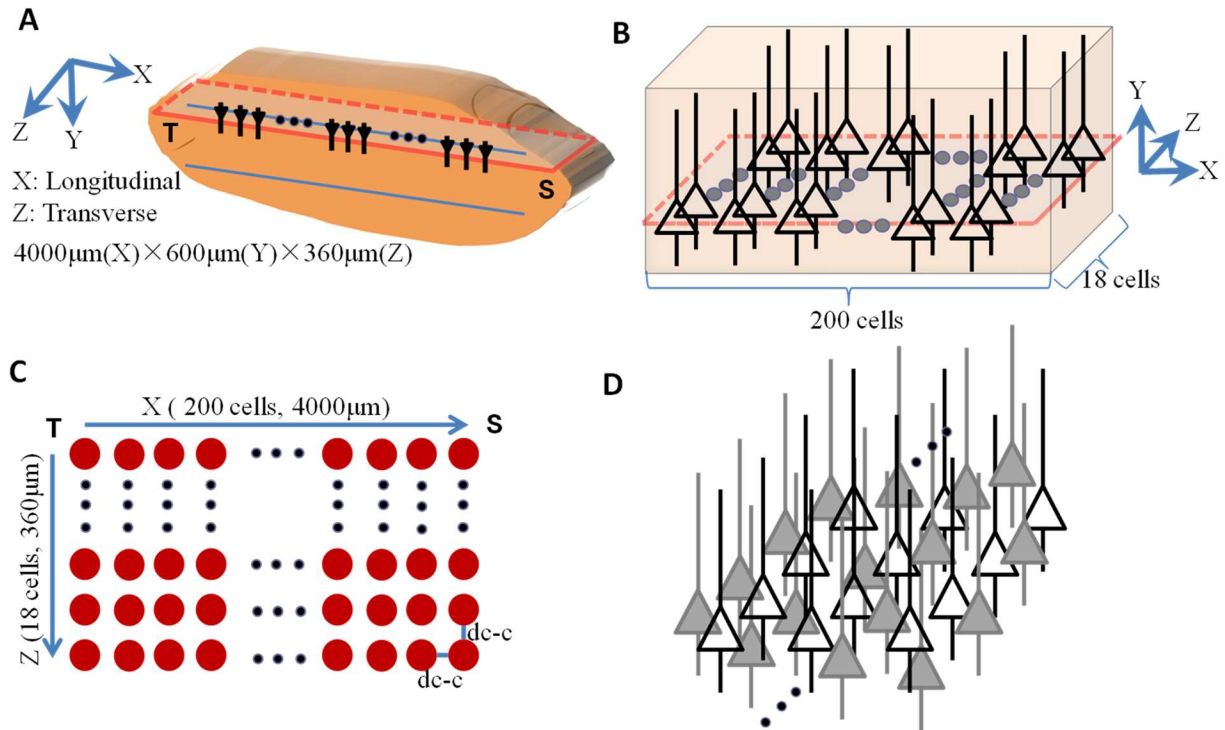 A
X
Z
Y
T
S
X: Longitudinal
Z: Transverse
4000μm(X)×600μm(Y)×360μm(Z)
B
Y
Z
X
18 cells
200 cells
C
X ( 200 cells, 4000μm)
T
S
Z (18 cells, 360μm)
dc-c
dc-c
D